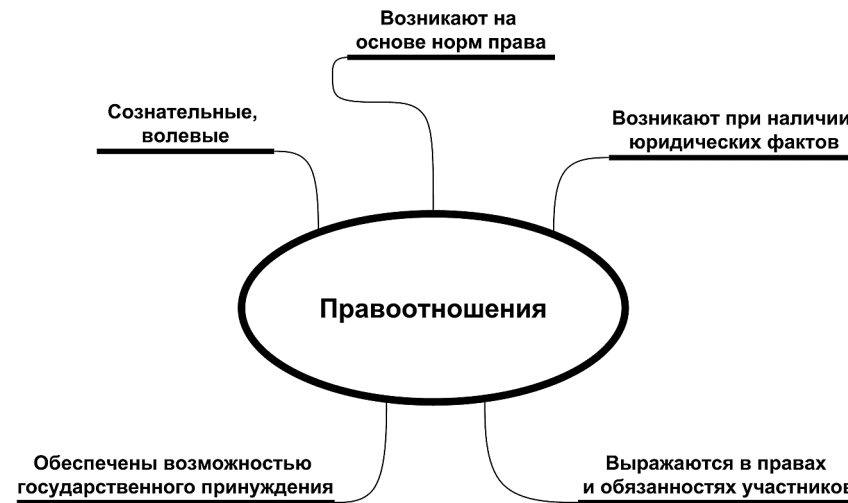 Возникают на
основе норм права
Сознательные,
волевые
Возникают при наличии
юридических фактов
Правоотношения
Обеспечены возможностью
государственного принуждения
Выражаются в правах
и обязанностях участников